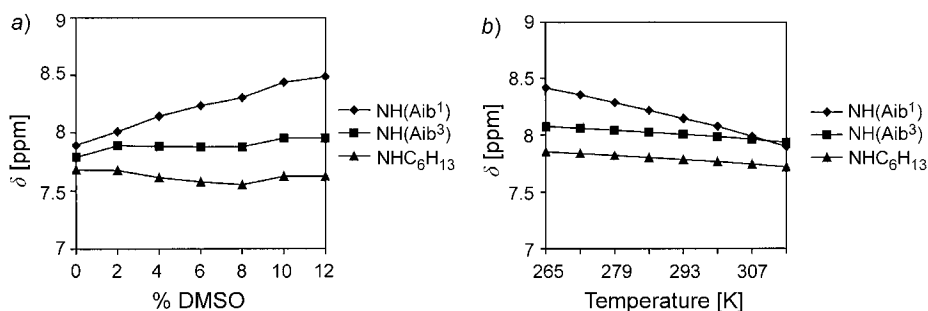 a)
δ [ppm]
9
8.5
8
7.5
7
0 2 4 6 8 10 12
% DMSO
NH(Aib¹)
NH(Aib³)
NHC₆H₁₃
b)
δ [ppm]
9
8.5
8
7.5
7
265 279 293 307
Temperature [K]
NH(Aib¹)
NH(Aib³)
NHC₆H₁₃